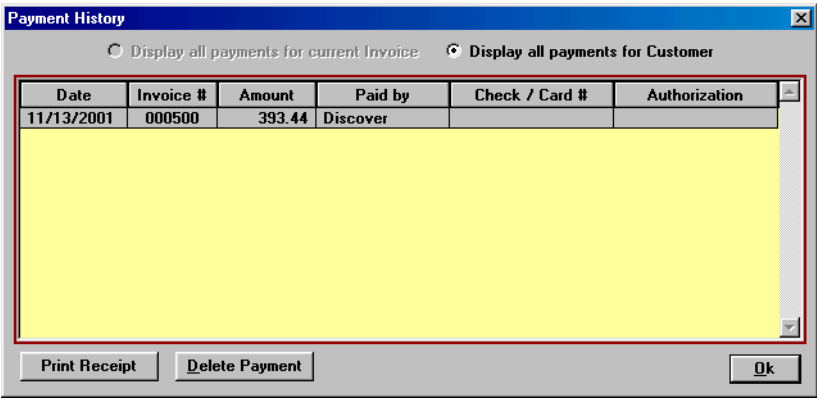 Payment History
Display all payments for current Invoice Display all payments for Customer
Date Invoice # Amount Paid by Check / Card # Authorization
11/13/2001 000500 393.44 Discover
Print Receipt Delete Payment Ok